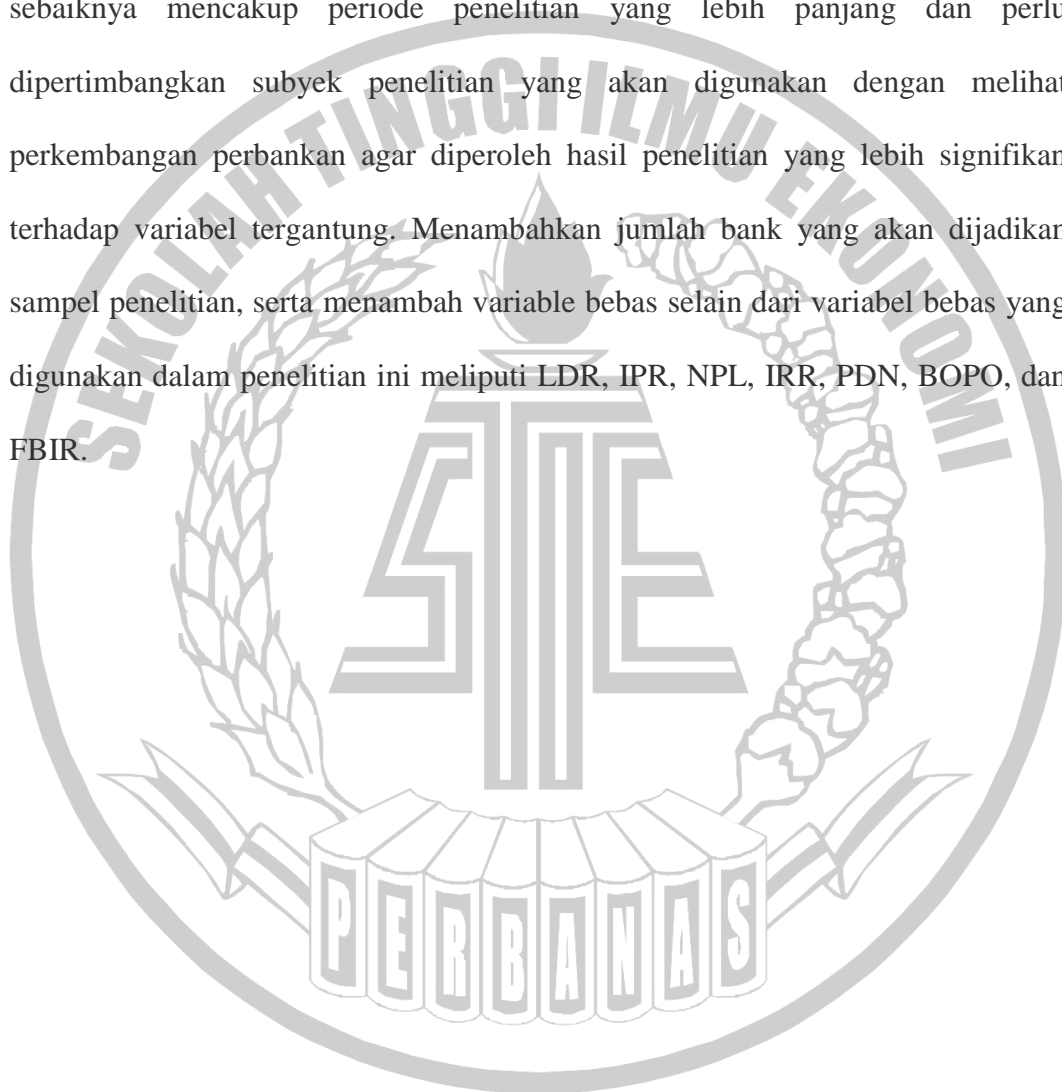 sebaiknya mencakup periode penelitian yang lebih panjang dan perlu
dipertimbangkan subyek penelitian yang akan digunakan dengan melihat
perkembangan perbankan agar diperoleh hasil penelitian yang lebih signifikan
terhadap variabel tergantung. Menambahkan jumlah bank yang akan dijadikan
sampel penelitian, serta menambah variable bebas selain dari variabel bebas yang
digunakan dalam penelitian ini meliputi LDR, IPR, NPL, IRR, PDN, BOPO, dan
FBIR.
SEKOLAH TINGGI ILMU EKONOMI
STIE
PERBANAS